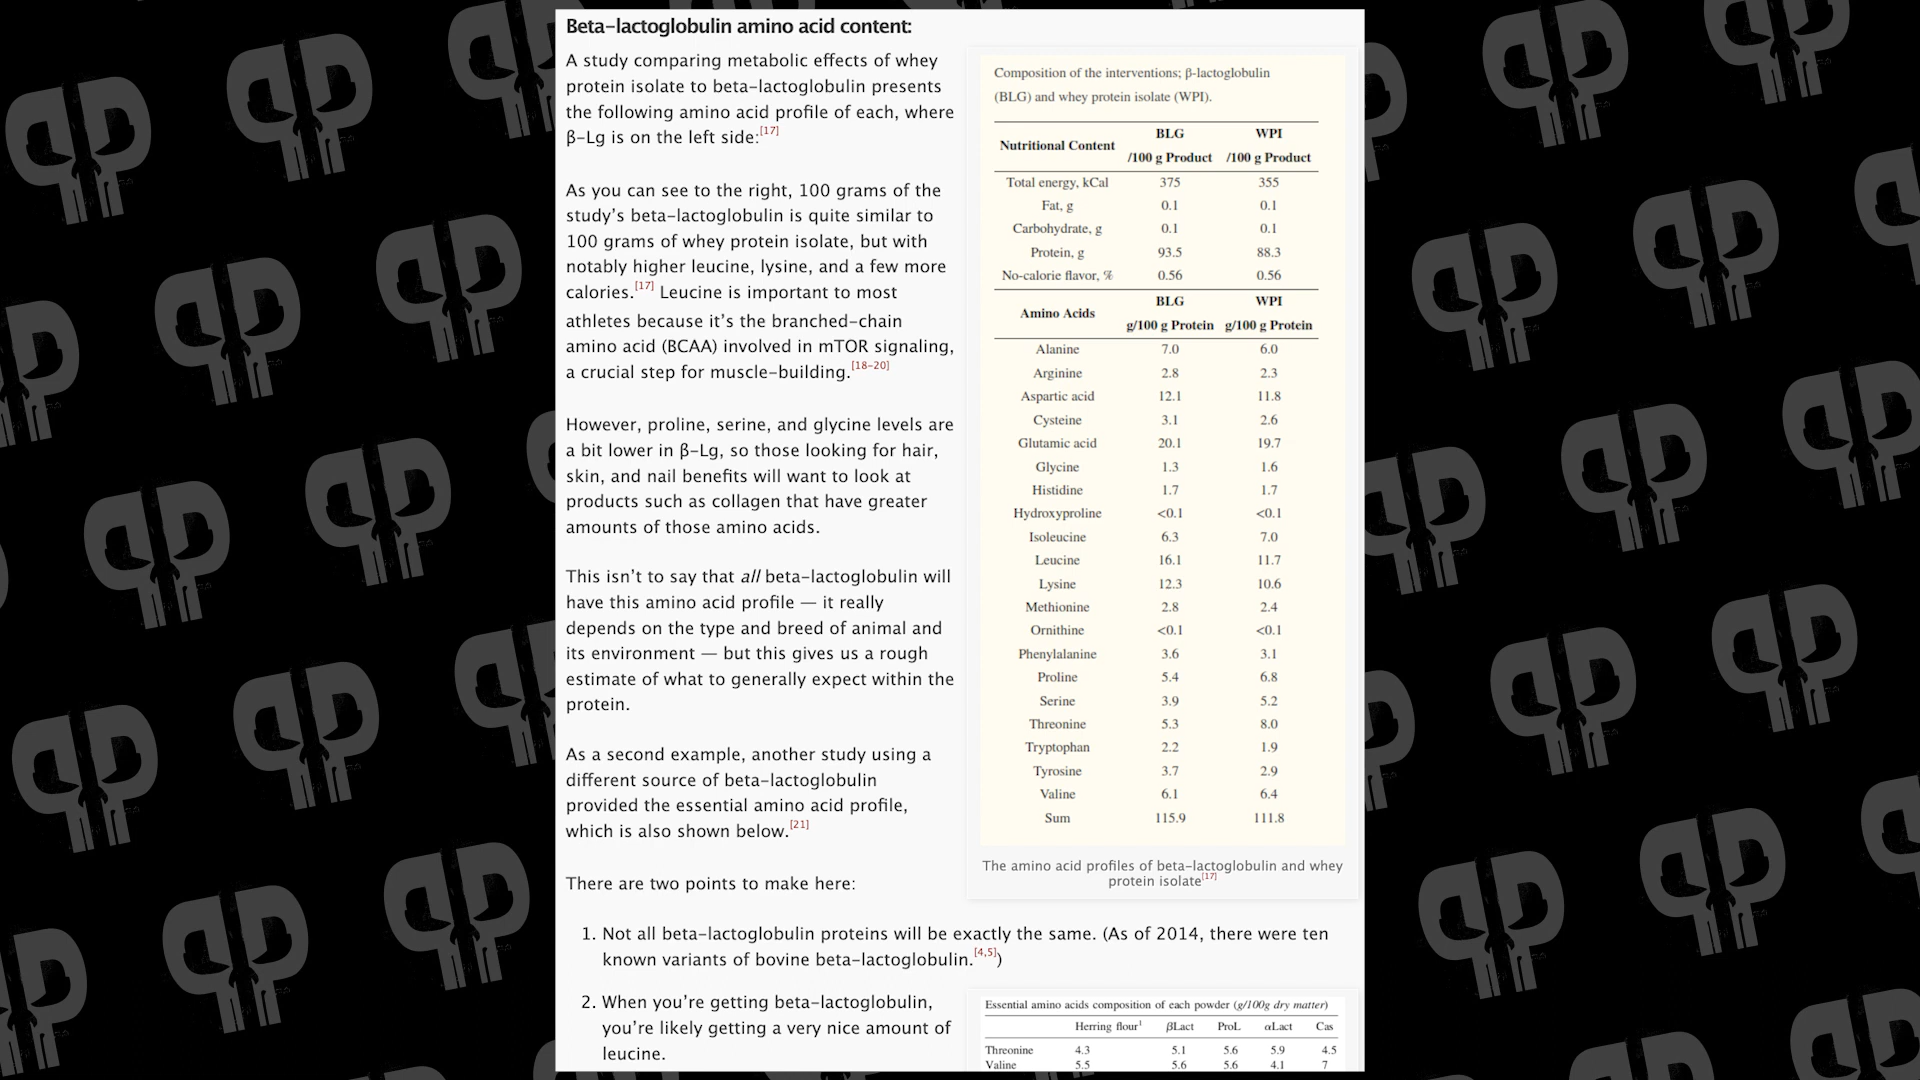 Beta-lactoglobulin amino acid content:
A study comparing metabolic effects of whey
protein isolate to beta-lactoglobulin presents
the following amino acid profile of each, where
β-Lg is on the left side:[17]
As you can see to the right, 100 grams of the
study's beta-lactoglobulin is quite similar to
100 grams of whey protein isolate, but with
notably higher leucine, lysine, and a few more
calories.[17] Leucine is important to most
athletes because it's the branched-chain
amino acid (BCAA) involved in mTOR signaling,
a crucial step for muscle-building.[18-20]
However, proline, serine, and glycine levels are
a bit lower in β-Lg, so those looking for hair,
skin, and nail benefits will want to look at
products such as collagen that have greater
amounts of those amino acids.
This isn't to say that all beta-lactoglobulin will
have this amino acid profile — it really
depends on the type and breed of animal and
its environment — but this gives us a rough
estimate of what to generally expect within the
protein.
As a second example, another study using a
different source of beta-lactoglobulin
provided the essential amino acid profile,
which is also shown below.[21]
There are two points to make here:
Composition of the interventions; β-lactoglobulin
(BLG) and whey protein isolate (WPI).
Nutritional Content BLG /100 g Product WPI /100 g Product
Total energy, kCal 375 355
Fat, g 0.1 0.1
Carbohydrate, g 0.1 0.1
Protein, g 93.5 88.3
No-calorie flavor, % 0.56 0.56
Amino Acids BLG g/100 g Protein WPI g/100 g Protein
Alanine 7.0 6.0
Arginine 2.8 2.3
Aspartic acid 12.1 11.8
Cysteine 3.1 2.6
Glutamic acid 20.1 19.7
Glycine 1.3 1.6
Histidine 1.7 1.7
Hydroxyproline <0.1 <0.1
Isoleucine 6.3 7.0
Leucine 16.1 11.7
Lysine 12.3 10.6
Methionine 2.8 2.4
Ornithine <0.1 <0.1
Phenylalanine 3.6 3.1
Proline 5.4 6.8
Serine 3.9 5.2
Threonine 5.3 8.0
Tryptophan 2.2 1.9
Tyrosine 3.7 2.9
Valine 6.1 6.4
Sum 115.9 111.8
The amino acid profiles of beta-lactoglobulin and whey
protein isolate[17]
1. Not all beta-lactoglobulin proteins will be exactly the same. (As of 2014, there were ten
known variants of bovine beta-lactoglobulin.[4,5])
2. When you're getting beta-lactoglobulin,
you're likely getting a very nice amount of
leucine.
Essential amino acids composition of each powder (g/100g dry matter)
Herring flour1 βLact ProL αLact Cas
Threonine 4.3 5.1 5.6 5.9 4.5
Valine 5.5 5.6 5.6 4.1 7